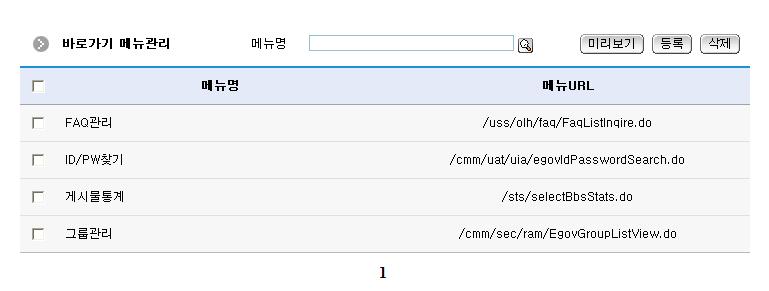 바로가기 메뉴관리 메뉴명 미리보기 등록 삭제
메뉴명 메뉴URL
FAQ관리 /uss/olh/faq/FaqListInqire.do
ID/PW찾기 /cmm/uat/uia/egovIdPasswordSearch.do
게시물통계 /sts/selectBbsStats.do
그룹관리 /cmm/sec/ram/EgovGroupListView.do
1